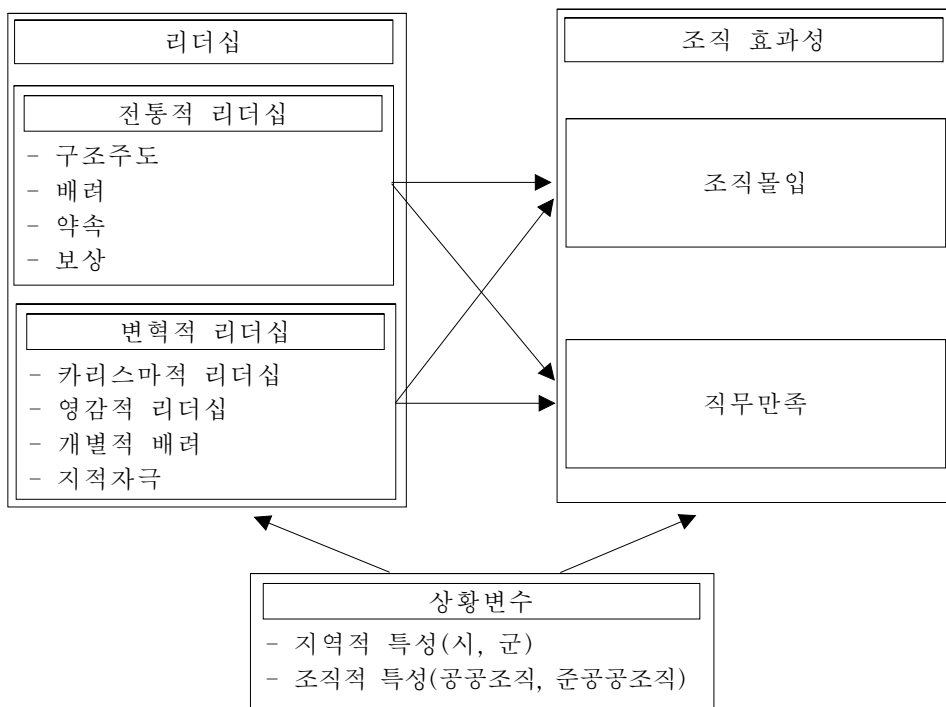 리더십
전통적 리더십
- 구조주도
- 배려
- 약속
- 보상
변혁적 리더십
- 카리스마적 리더십
- 영감적 리더십
- 개별적 배려
- 지적자극
조직 효과성
조직몰입
직무만족
상황변수
- 지역적 특성(시, 군)
- 조직적 특성(공공조직, 준공공조직)